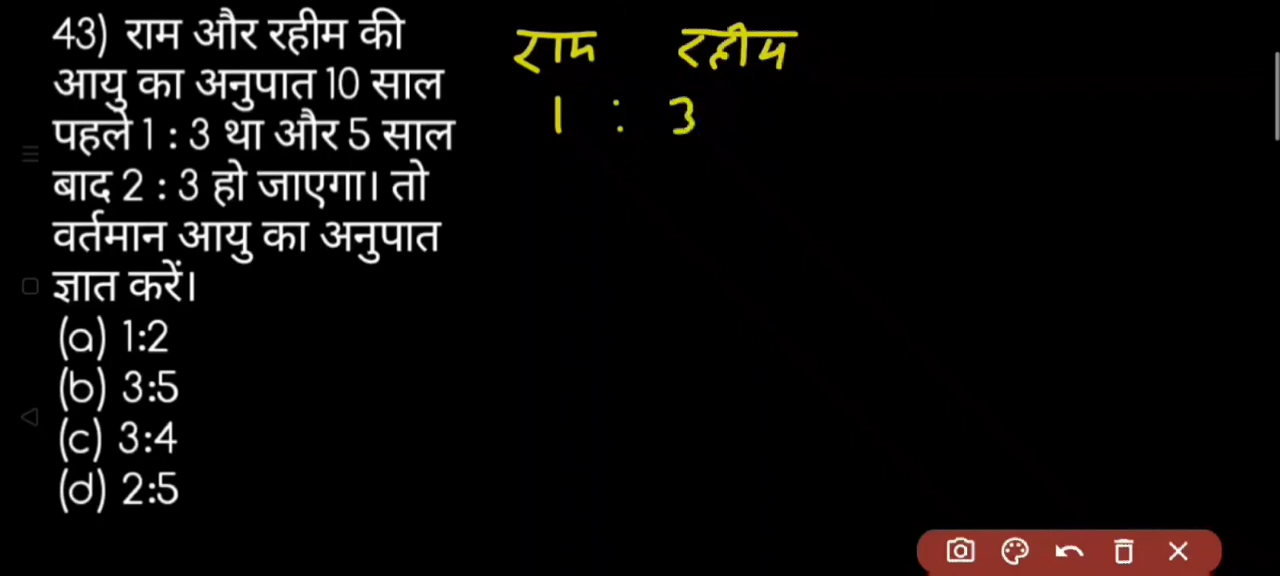 43) राम और रहीम की
आयु का अनुपात 10 साल
पहले 1 : 3 था और 5 साल
बाद 2 : 3 हो जाएगा। तो
वर्तमान आयु का अनुपात
ज्ञात करें।
(a) 1:2
(b) 3:5
(c) 3:4
(d) 2:5
राम रहीम
1 : 3